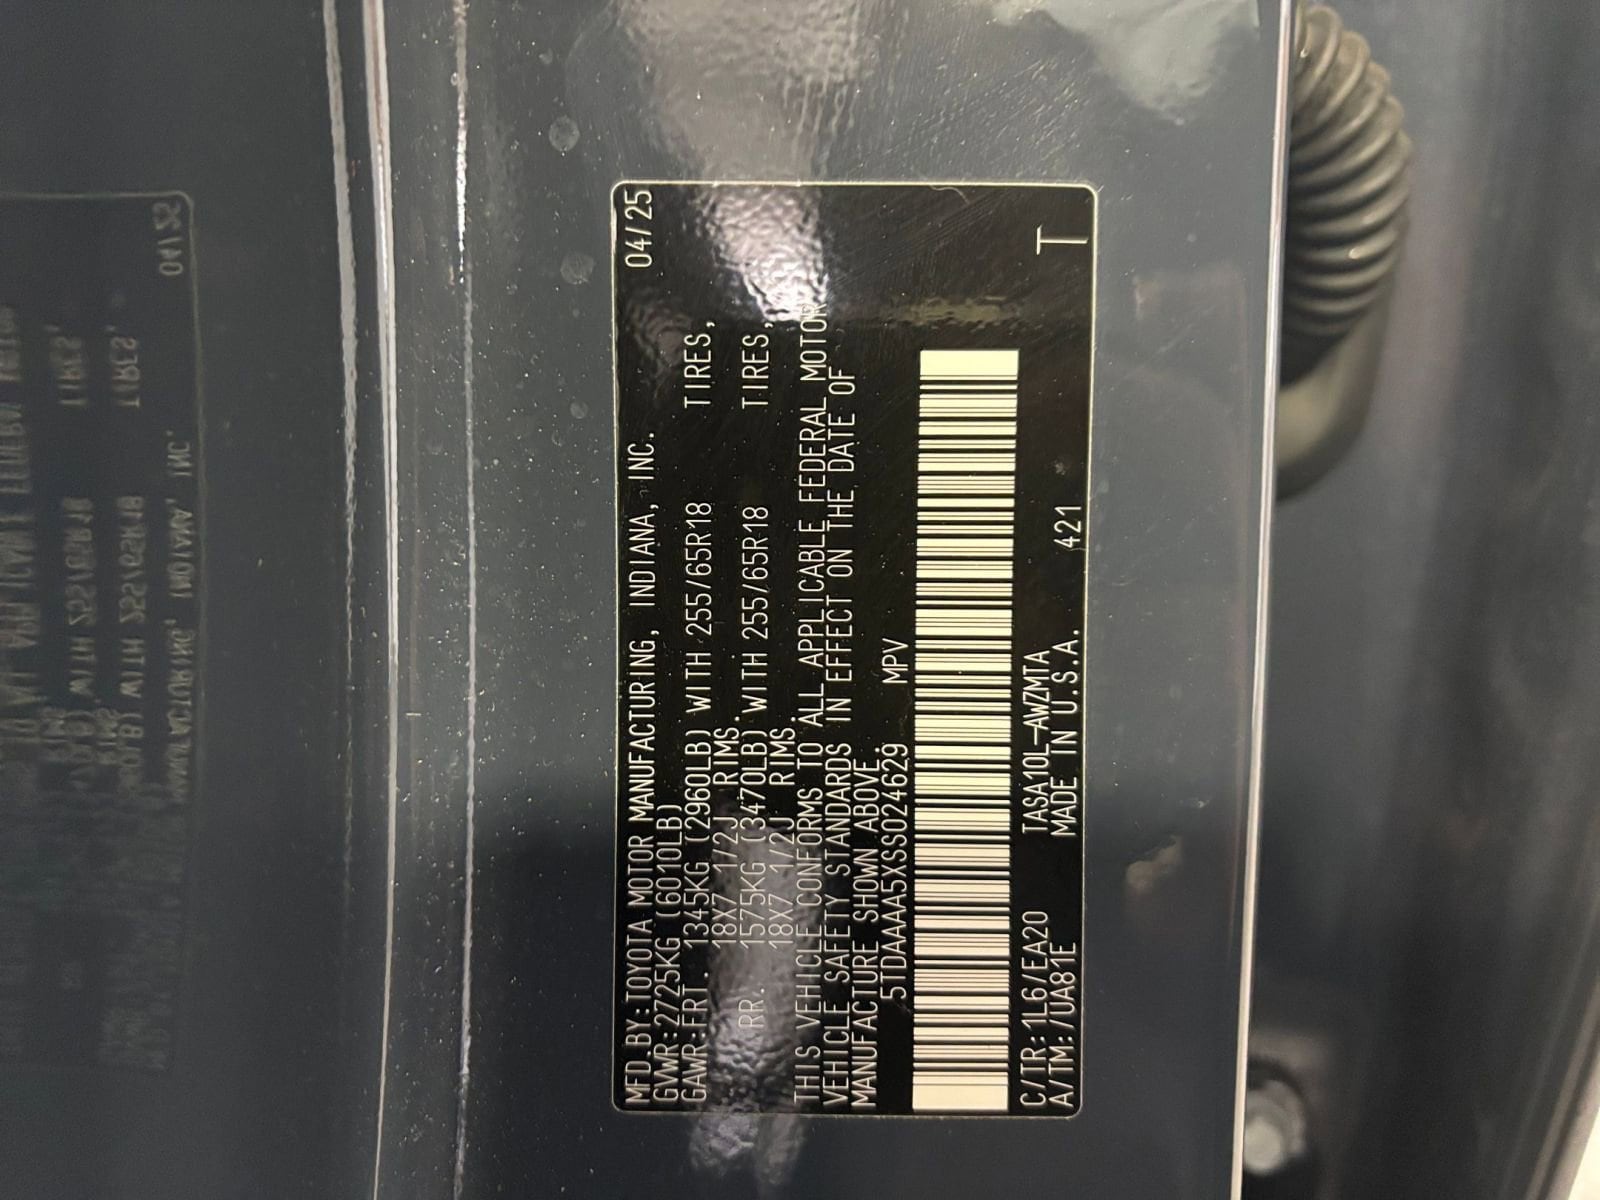 MFD.BY:TOYOTA MOTOR MANUFACTURING, INDIANA, INC. 04/25
GVWR:2725KG (6010LB)
GAWR:FRT. 1345KG (2960LB) WITH 255/65R18 TIRES,
18X7 1/2J RIMS.
RR. 1575KG (3470LB) WITH 255/65R18 TIRES,
18X7 1/2J RIMS.
THIS VEHICLE CONFORMS TO ALL APPLICABLE FEDERAL MOTOR
VEHICLE SAFETY STANDARDS IN EFFECT ON THE DATE OF
MANUFACTURE SHOWN ABOVE.
5TDAAAA5XSS024629 MPV
C/TR:1L6/EA20 TASA10L-AWZMTA
A/TM:/UA81E MADE IN U.S.A. 421 T